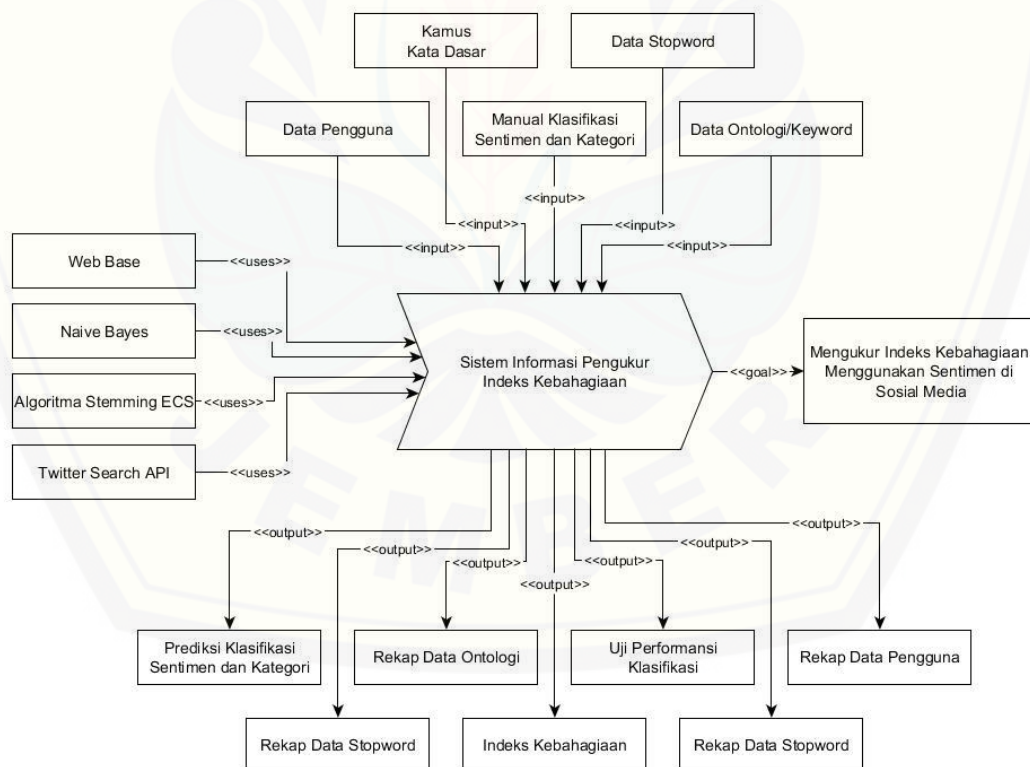 Kamus
Kata Dasar
Data Stopword
Data Pengguna
Manual Klasifikasi
Sentimen dan Kategori
Data Ontologi/Keyword
<<input>>
<<input>>
<<input>>
<<input>>
<<input>>
Web Base
<<uses>>
Naive Bayes
<<uses>>
Algoritma Stemming ECS
<<uses>>
Twitter Search API
<<uses>>
Sistem Informasi Pengukur
Indeks Kebahagiaan
<<goal>>
Mengukur Indeks Kebahagiaan
Menggunakan Sentimen di
Sosial Media
<<output>>
<<output>>
<<output>>
<<output>>
<<output>>
<<output>>
<<output>>
Prediksi Klasifikasi
Sentimen dan Kategori
Rekap Data Ontologi
Uji Performansi
Klasifikasi
Rekap Data Pengguna
Rekap Data Stopword
Indeks Kebahagiaan
Rekap Data Stopword
JEMBER